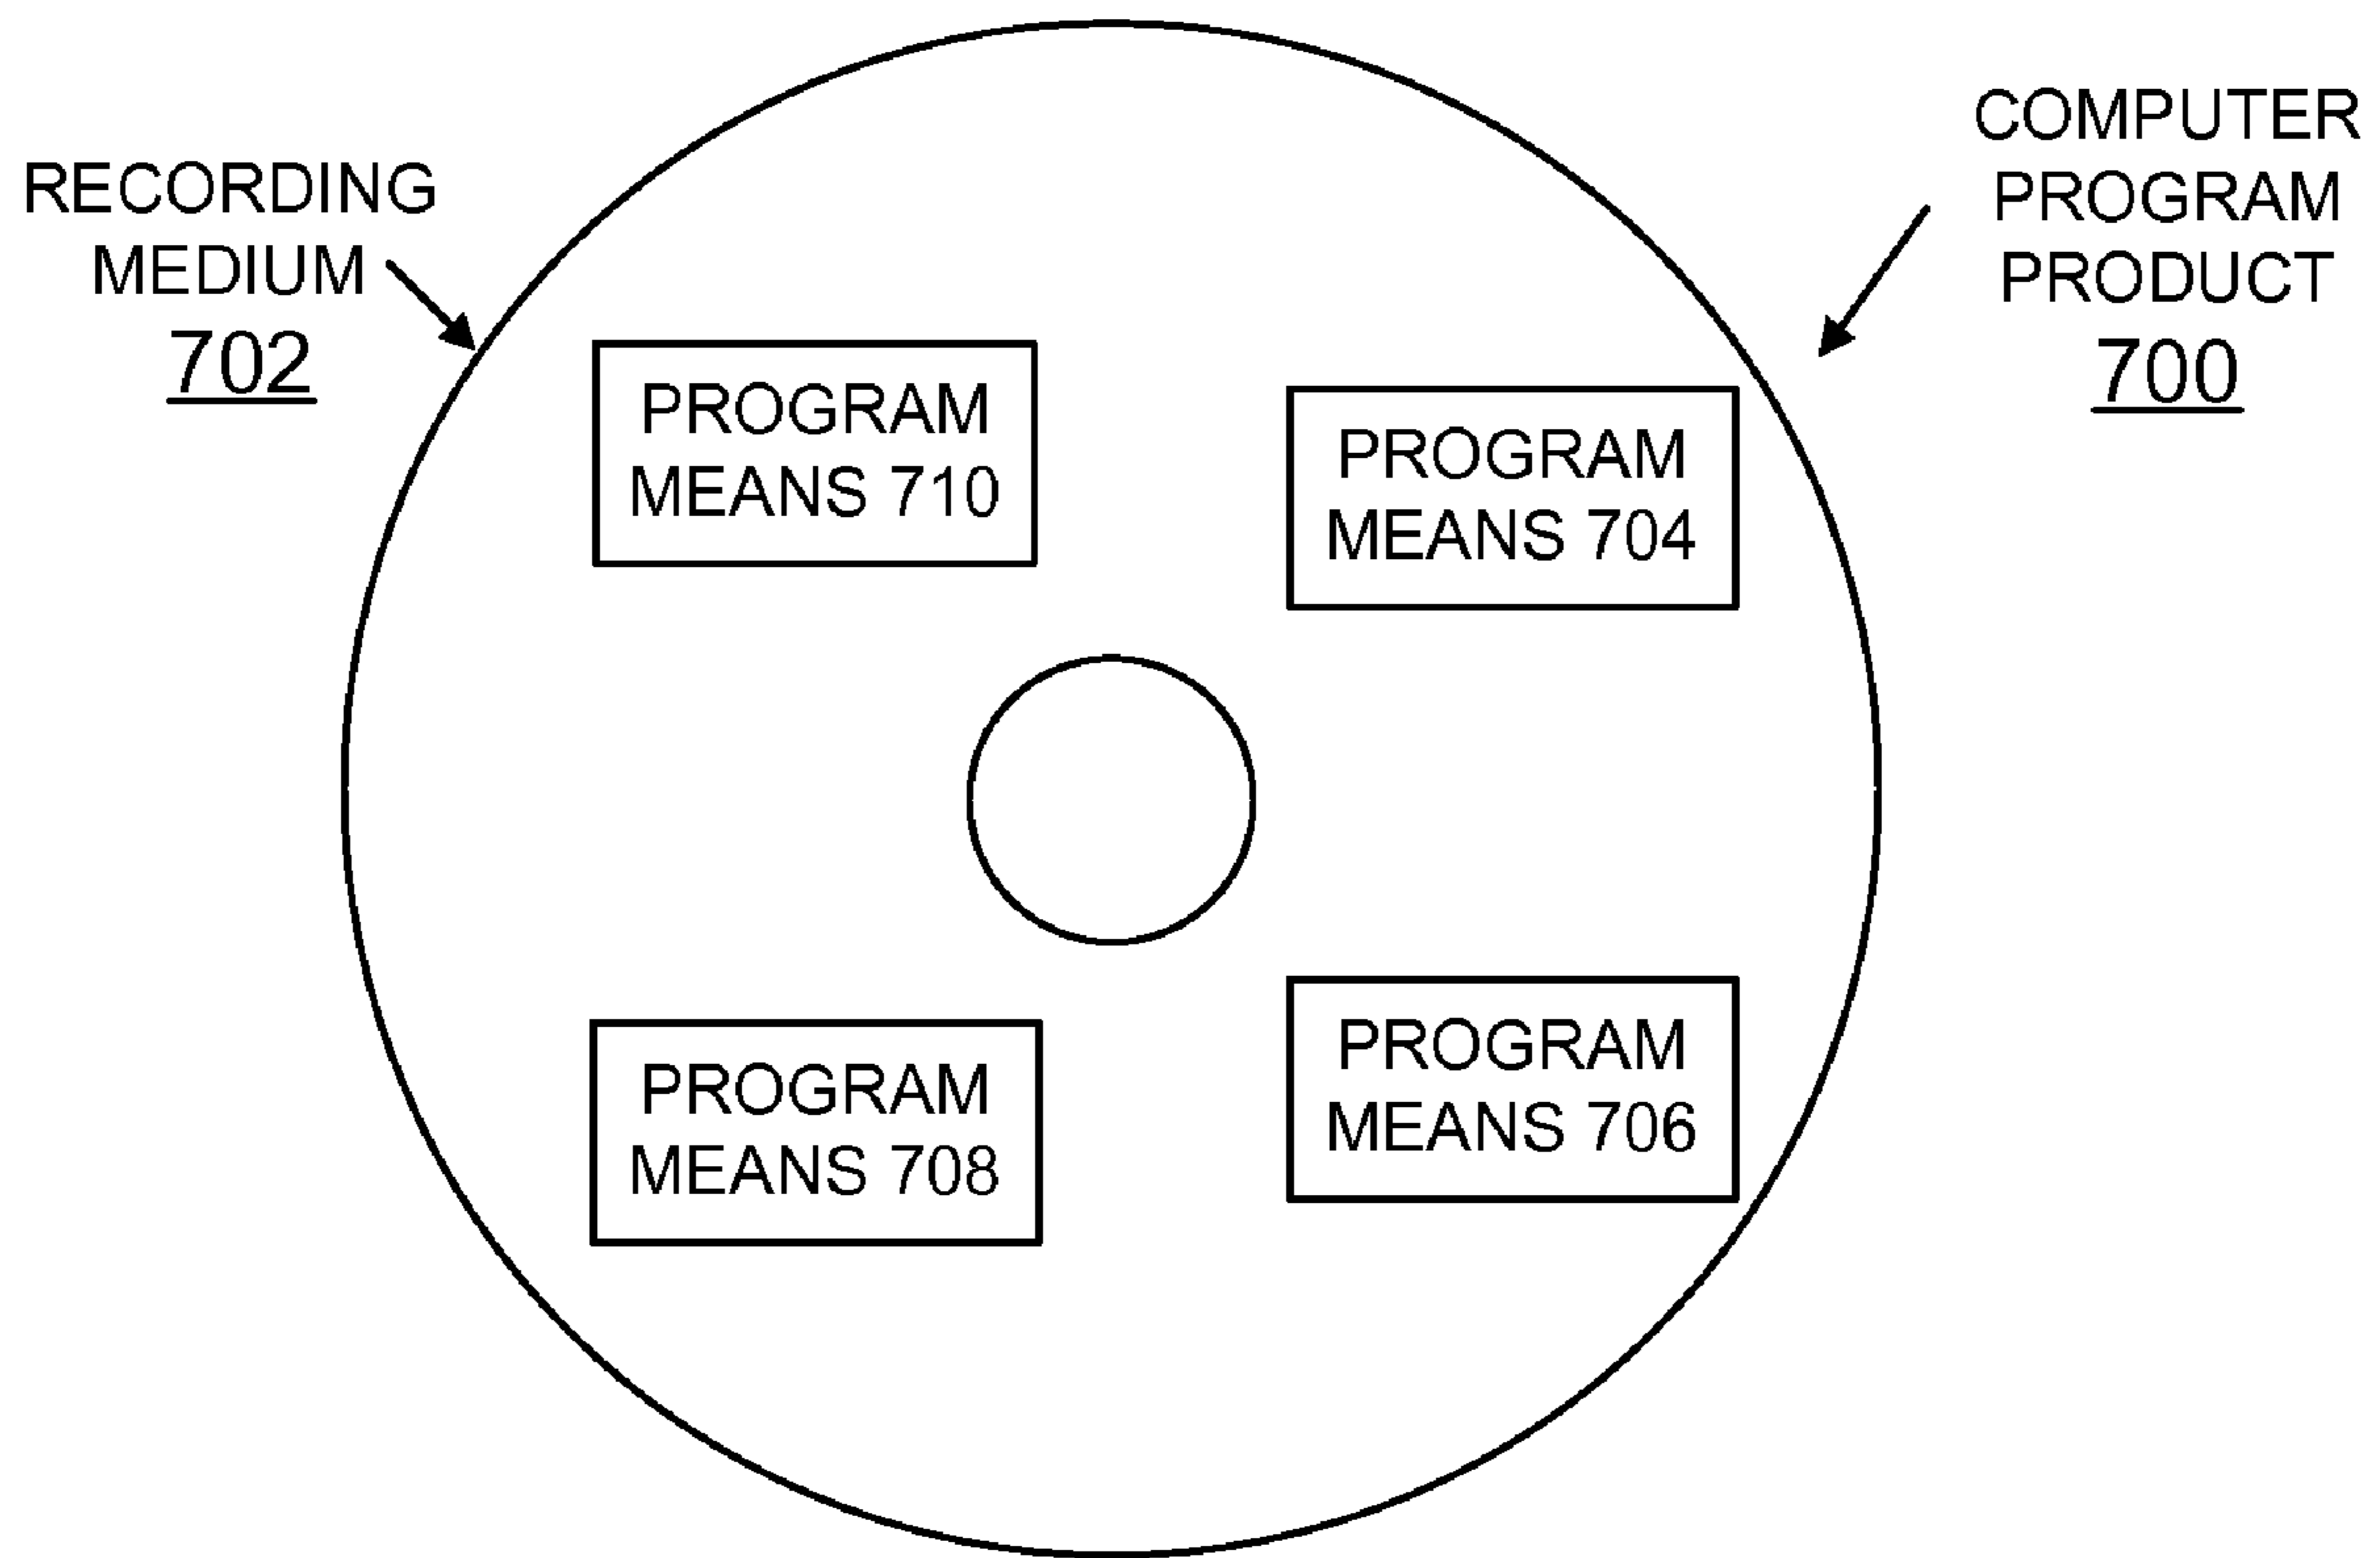 RECORDING
MEDIUM
702
COMPUTER
PROGRAM
PRODUCT
700
PROGRAM
MEANS 710
PROGRAM
MEANS 704
PROGRAM
MEANS 708
PROGRAM
MEANS 706